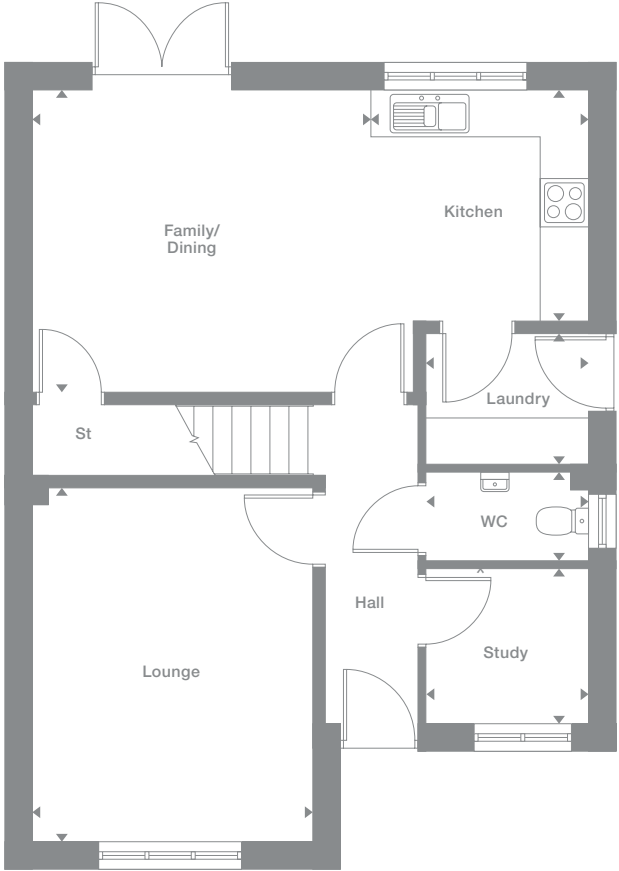 Family/
Dining
Kitchen
Laundry
St
WC
Hall
Study
Lounge